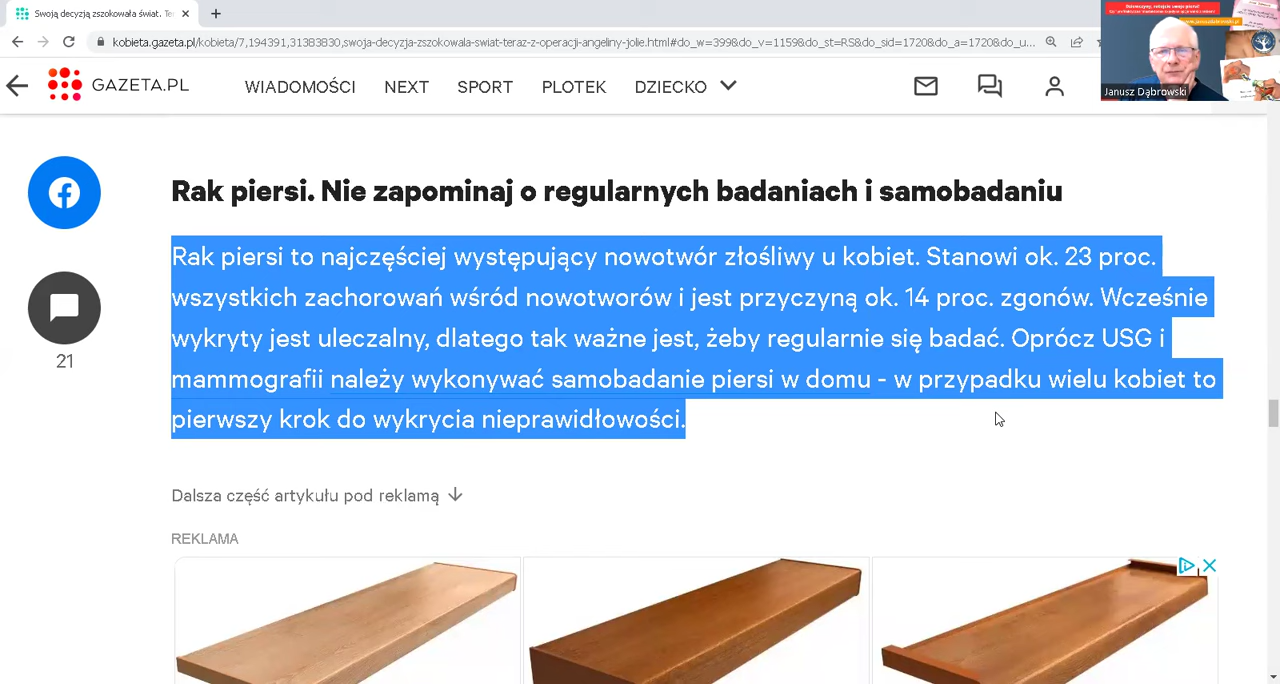 Swoją decyzją zszokowała świat. Te
kobieta.gazeta.pl/kobieta/7,194391,31383830,swoja-decyzja-zszokowala-swiat-teraz-z-operacji-angeliny-jolie.html#do_w=399&do_v=1159&do_st=RS&do_sid=1720&do_a=1720&do_u...
Janusz Dąbrowski
GAZETA.PL
WIADOMOŚCI
NEXT
SPORT
PLOTEK
DZIECKO
Rak piersi. Nie zapominaj o regularnych badaniach i samobadaniu
Rak piersi to najczęściej występujący nowotwór złośliwy u kobiet. Stanowi ok. 23 proc.
wszystkich zachorowań wśród nowotworów i jest przyczyną ok. 14 proc. zgonów. Wcześnie
wykryty jest uleczalny, dlatego tak ważne jest, żeby regularnie się badać. Oprócz USG i
mammografii należy wykonywać samobadanie piersi w domu - w przypadku wielu kobiet to
pierwszy krok do wykrycia nieprawidłowości.
21
Dalsza część artykułu pod reklamą
REKLAMA